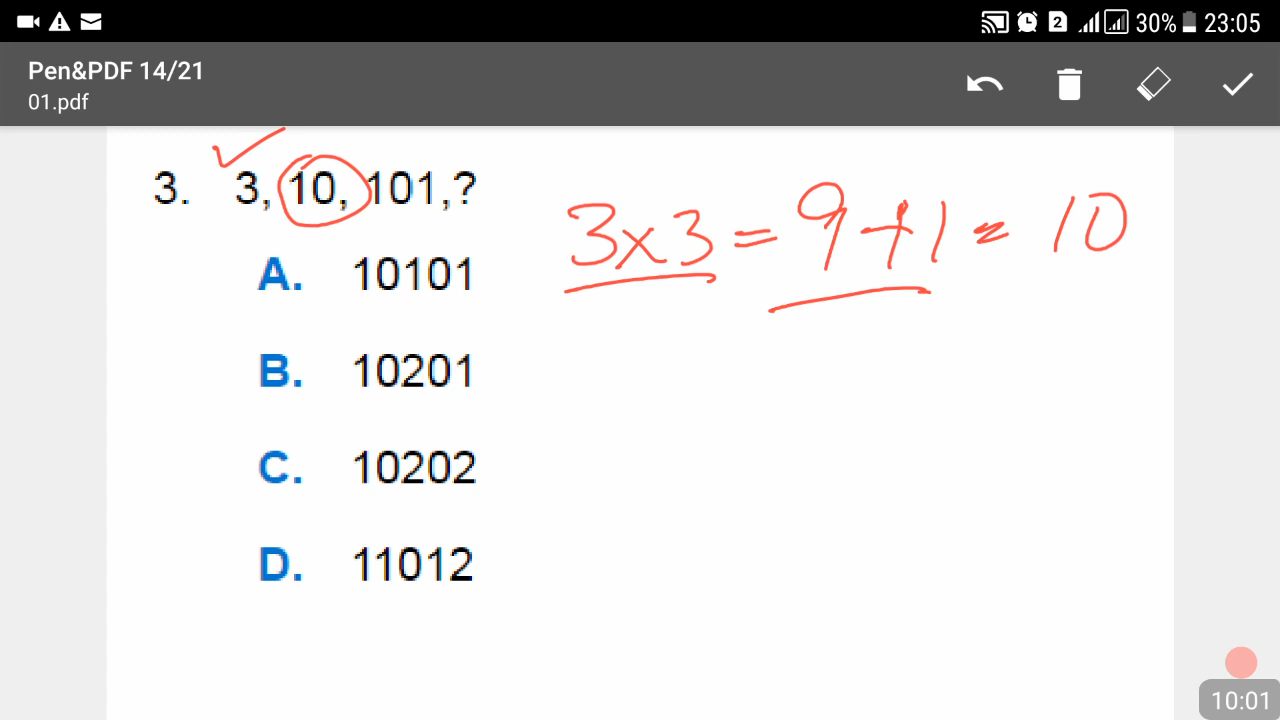 2 30% 23:05
Pen&PDF 14/21
01.pdf
3. 3, 10, 101,?
3x3 = 9+1 = 10
A. 10101
B. 10201
C. 10202
D. 11012
10:01